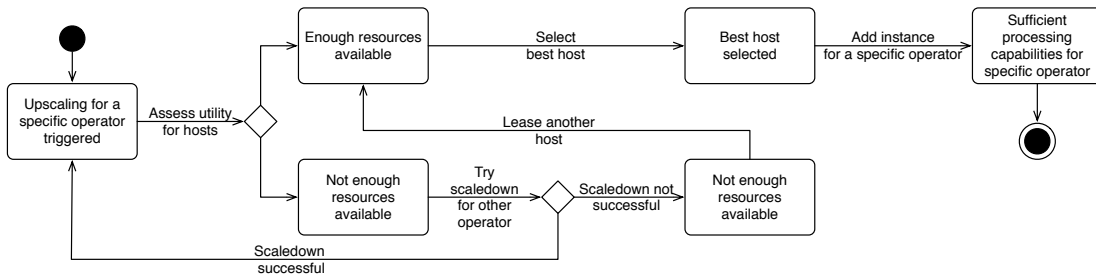 Upscaling for a
specific operator
triggered
Assess utility
for hosts
Enough resources
available
Select
best host
Best host
selected
Add instance
for a specific operator
Sufficient
processing
capabilities for
specific operator
Lease another
host
Not enough
resources
available
Try
scaledown
for other
operator
Scaledown not
successful
Not enough
resources
available
Scaledown
successful